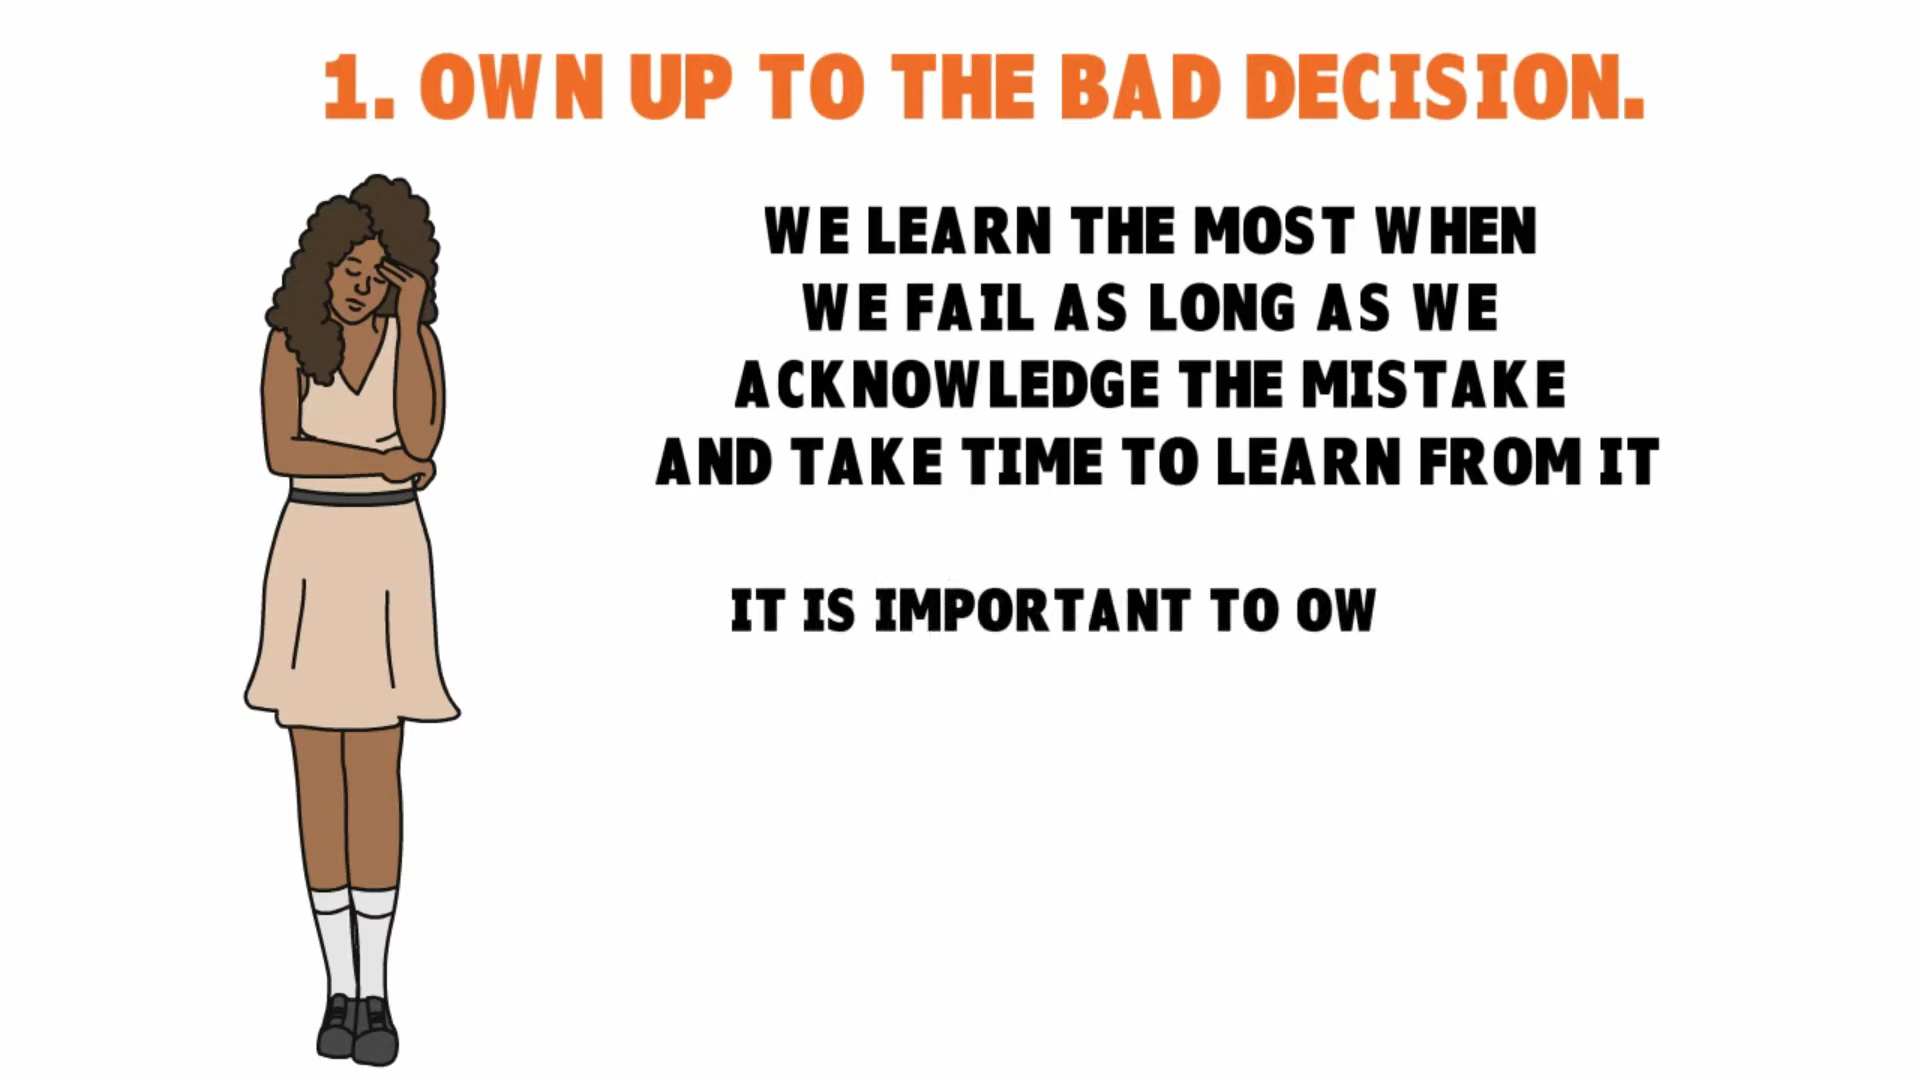 1. OWN UP TO THE BAD DECISION.
WE LEARN THE MOST WHEN
WE FAIL AS LONG AS WE
ACKNOWLEDGE THE MISTAKE
AND TAKE TIME TO LEARN FROM IT
IT IS IMPORTANT TO OW